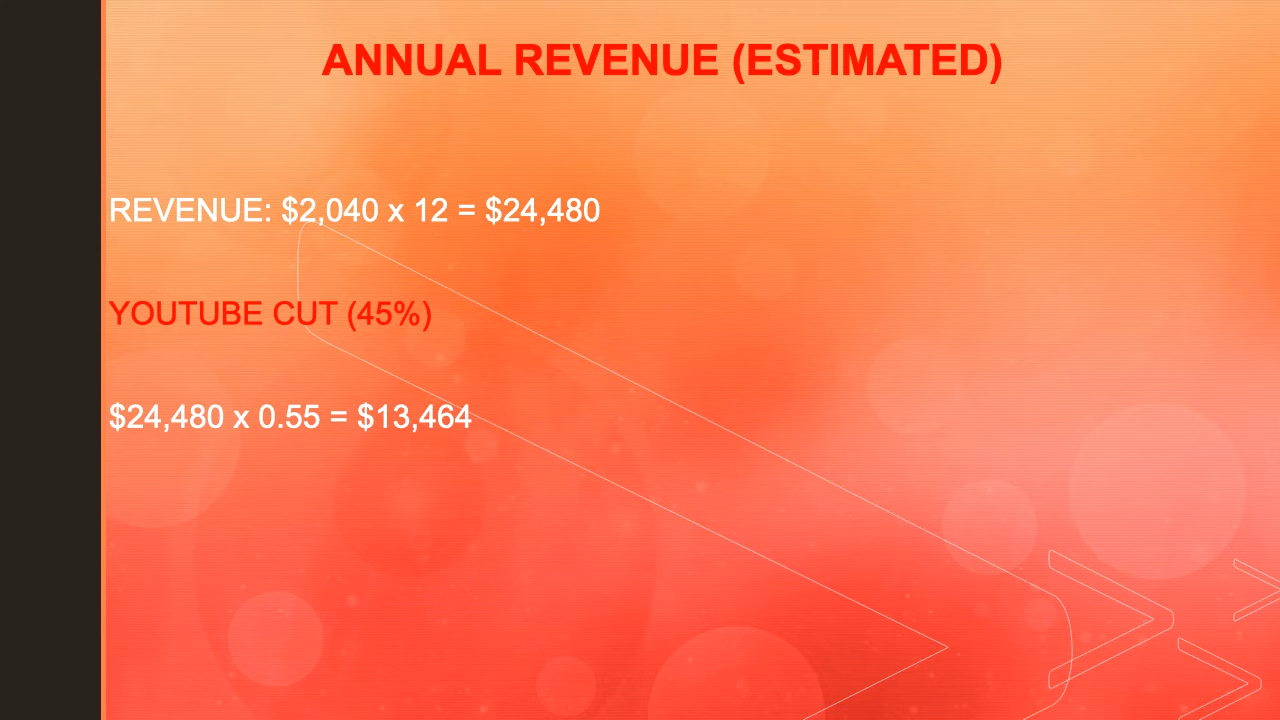 ANNUAL REVENUE (ESTIMATED)
REVENUE: $2,040 x 12 = $24,480
YOUTUBE CUT (45%)
$24,480 x 0.55 = $13,464